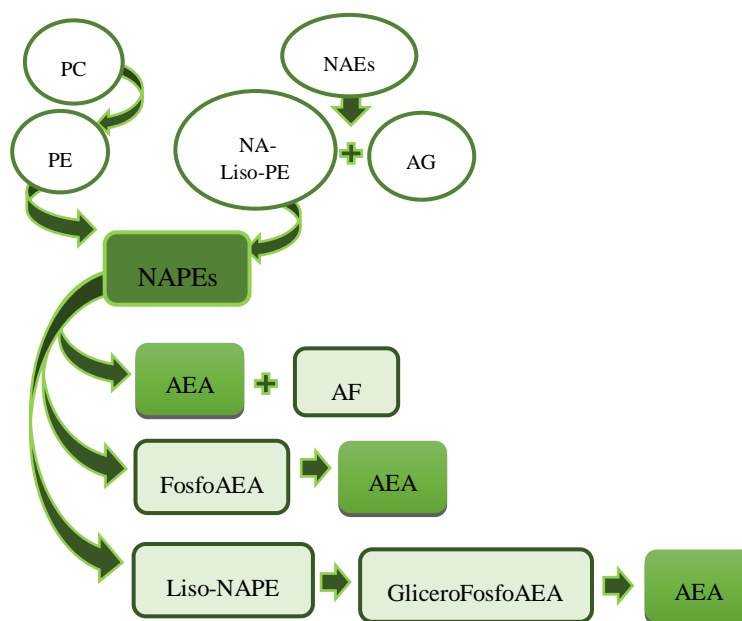 PC
NAEs
PE
NA-
Liso-PE
+
AG
NAPEs
AEA
+
AF
FosfoAEA
AEA
Liso-NAPE
GliceroFosfoAEA
AEA